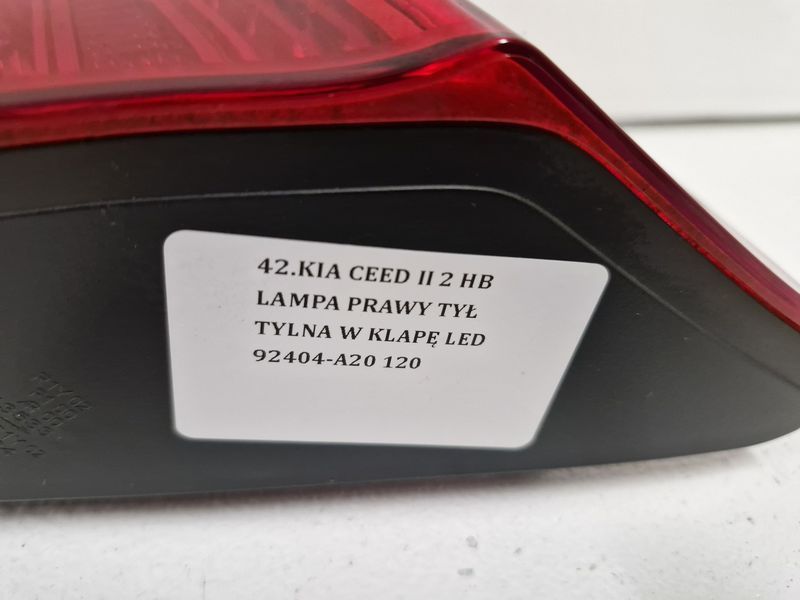 42.KIA CEED II 2 HB
LAMPA PRAWY TYŁ
TYLNA W KLAPĘ LED
92404-A20 120